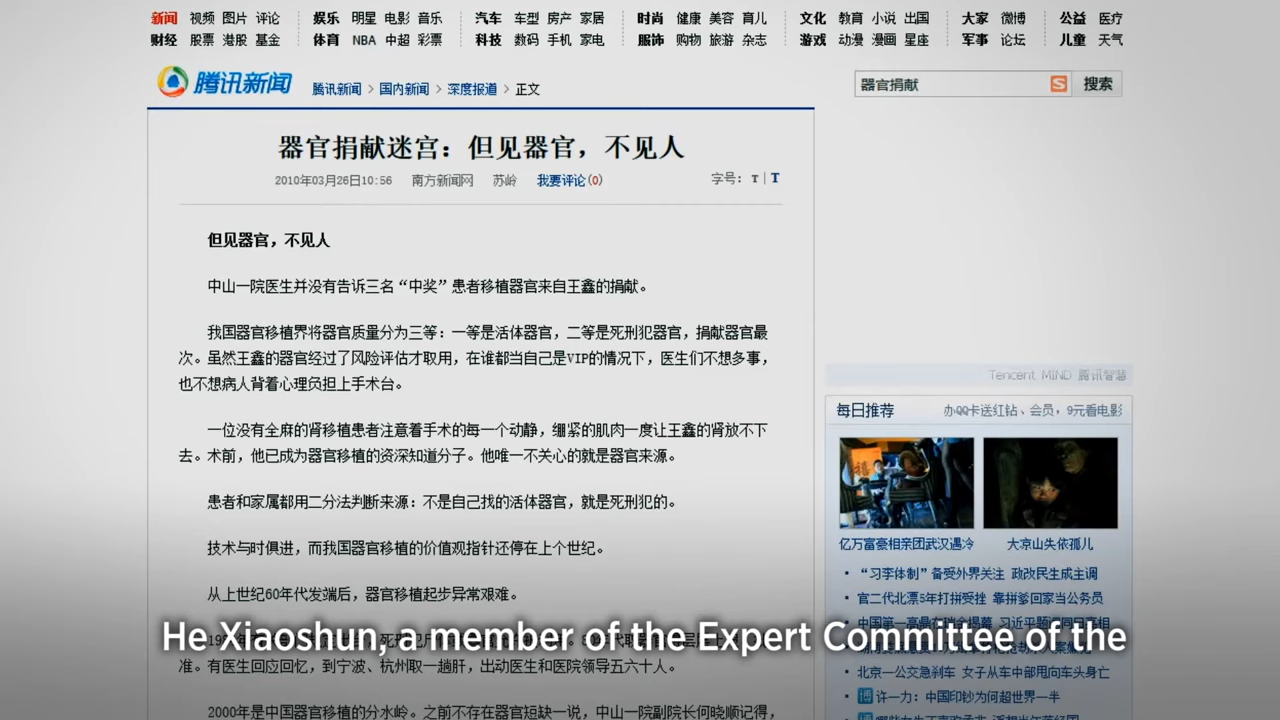 新闻 视频 图片 评论 娱乐 明星 电影 音乐 汽车 车型 房产 家居 时尚 健康 美容 育儿 文化 教育 小说 出国 大家 微博 公益 医疗
财经 股票 港股 基金 体育 NBA 中超 彩票 科技 数码 手机 家电 服饰 购物 旅游 杂志 游戏 动漫 漫画 星座 军事 论坛 儿童 天气
腾讯新闻 腾讯新闻 > 国内新闻 > 深度报道 > 正文
器官捐献 S 搜索
器官捐献迷宫：但见器官，不见人
2010年03月26日10:56 南方新闻网 苏岭 我要评论(0) 字号：T|T
但见器官，不见人
中山一院医生并没有告诉三名“中奖”患者移植器官来自王鑫的捐献。
我国器官移植界将器官质量分为三等：一等是活体器官，二等是死刑犯器官，捐献器官最
次。虽然王鑫的器官经过了风险评估才取用，在谁都当自己是VIP的情况下，医生们不想多事，
也不想病人背着心理负担上手术台。
一位没有全麻的肾移植患者注意着手术的每一个动静，绷紧的肌肉一度让王鑫的肾放不下
去。术前，他已成为器官移植的资深知道分子。他唯一不关心的就是器官来源。
患者和家属都用二分法判断来源：不是自己找的活体器官，就是死刑犯的。
技术与时俱进，而我国器官移植的价值观指针还停在上个世纪。
从上世纪60年代发端后，器官移植起步异常艰难。
准。有医生回应回忆，到宁波、杭州取一趟肝，出动医生和医院领导五六十人。
2000年是中国器官移植的分水岭。之前不存在器官短缺一说，中山一院副院长何晓顺记得，
Tencent MIND 腾讯智慧
每日推荐 办QQ卡送红钻、会员，9元看电影
亿万富豪相亲团武汉遇冷 大凉山失依孤儿
· “习李体制”备受外界关注 政改民生成主调
· 官二代北漂5年打拼受挫 靠拼爹回家当公务员
· 北京一公交急刹车 女子从车中部甩向车头身亡
· 博 许一力：中国印钞为何超世界一半
He Xiaoshun, a member of the Expert Committee of the